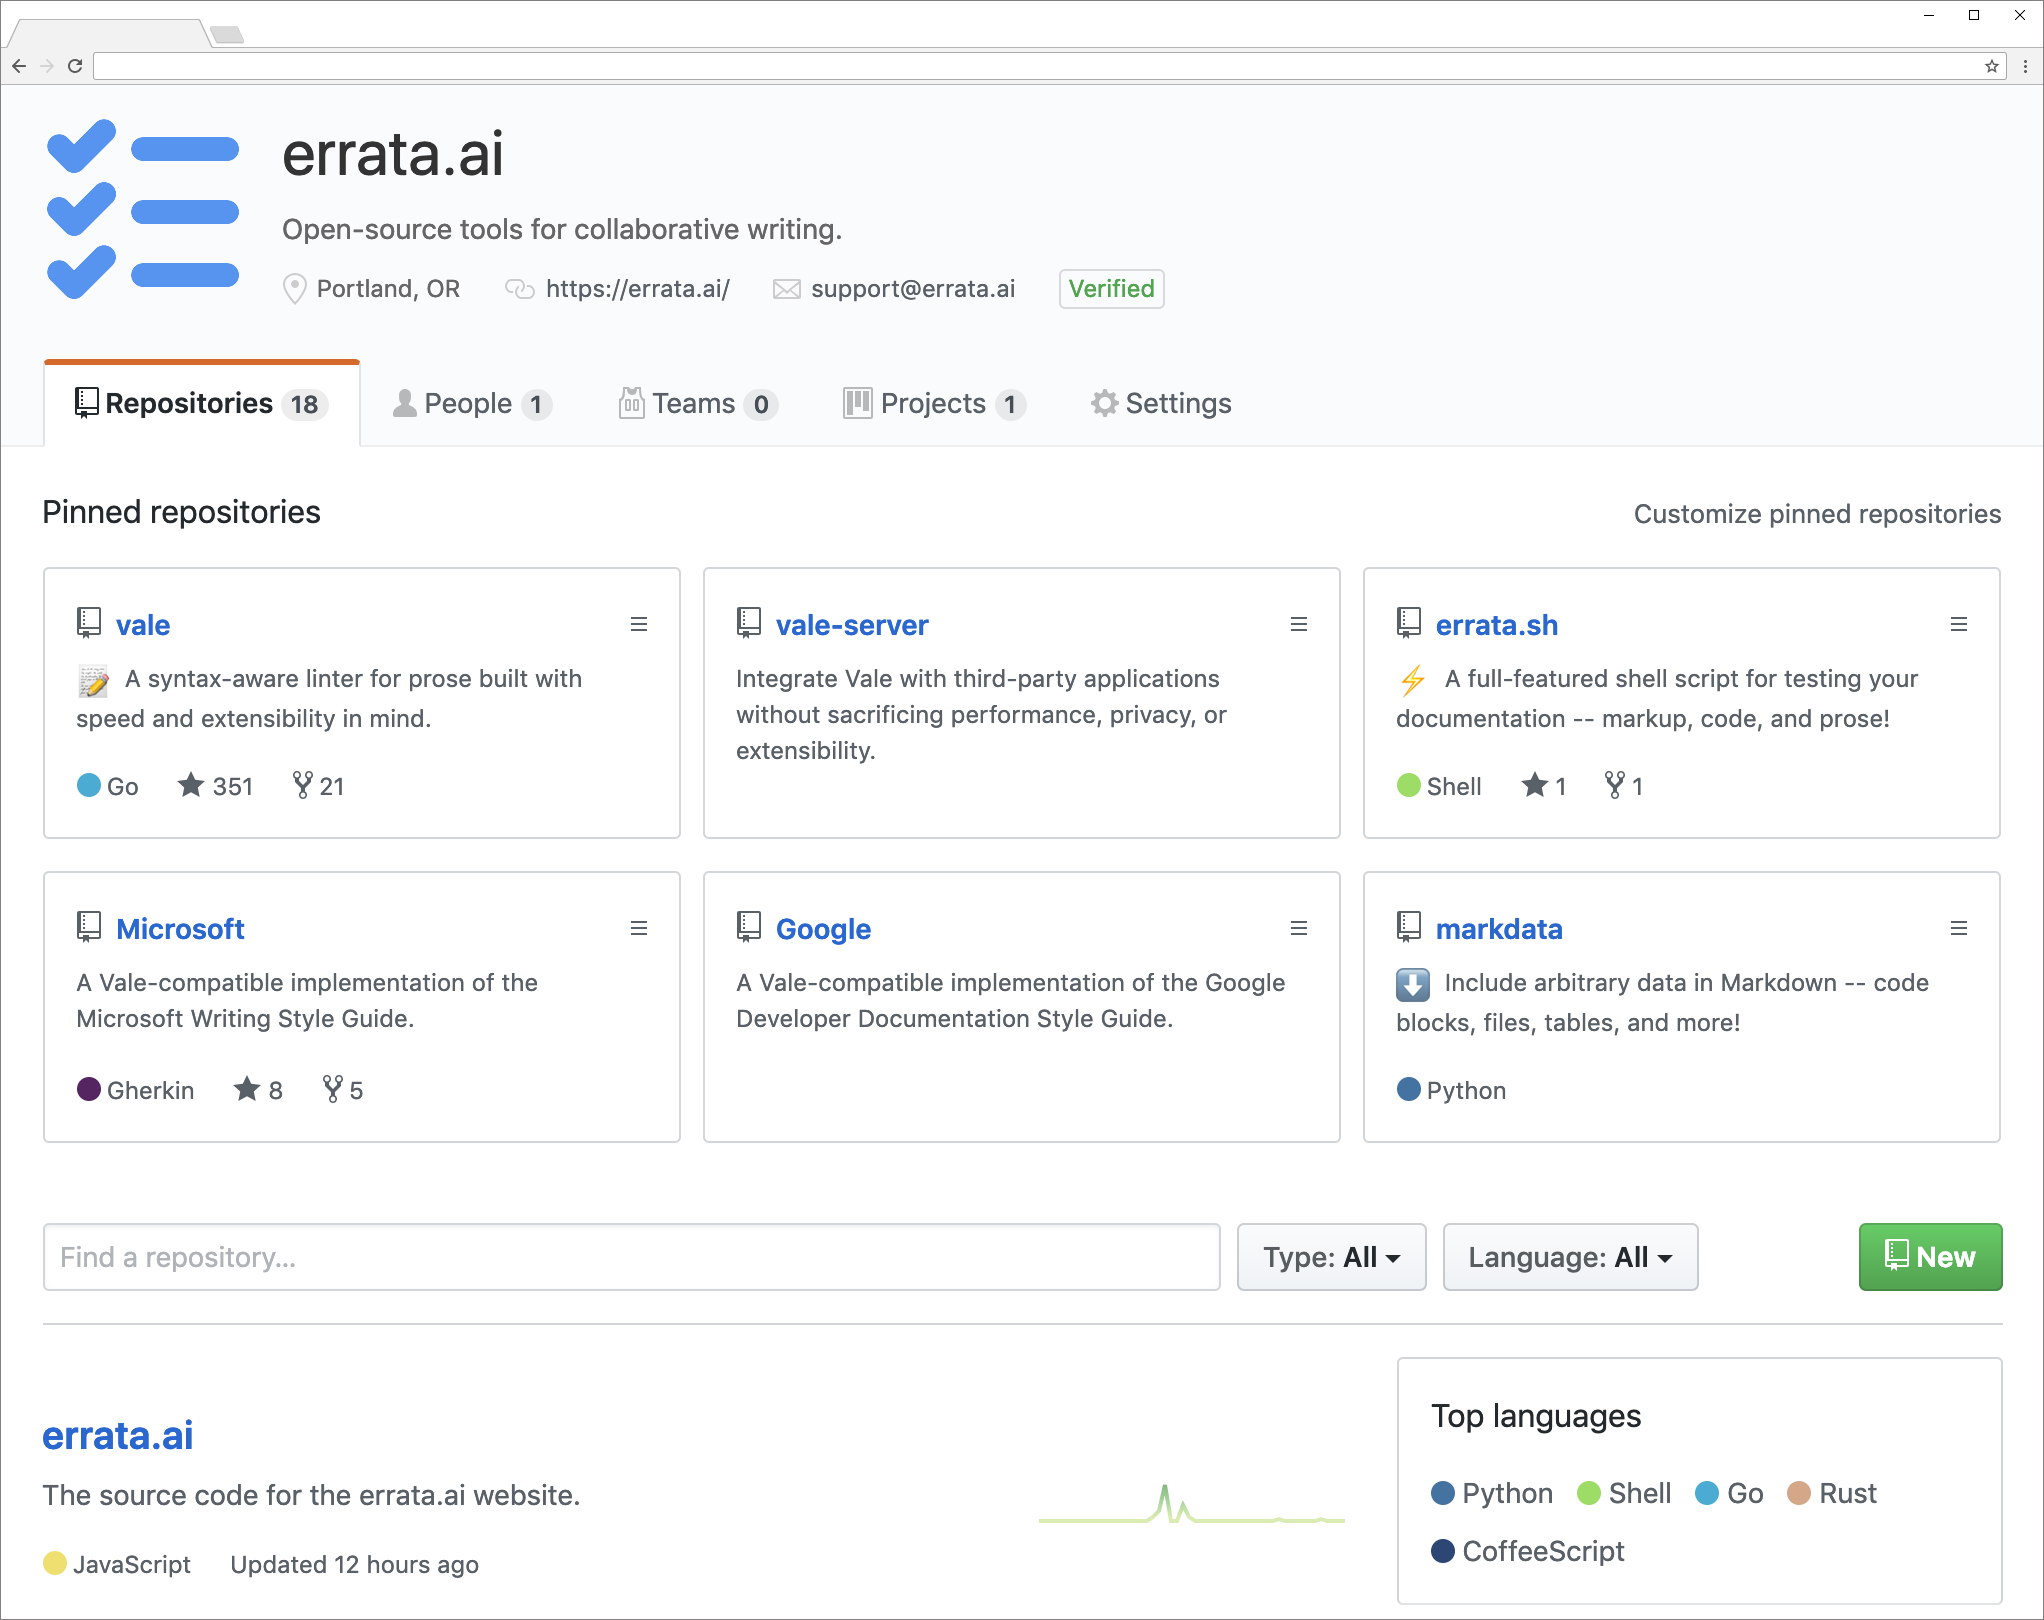 errata.ai
Open-source tools for collaborative writing.
Portland, OR https://errata.ai/ support@errata.ai Verified
Repositories 18 People 1 Teams 0 Projects 1 Settings
Pinned repositories
Customize pinned repositories
vale
A syntax-aware linter for prose built with
speed and extensibility in mind.
Go 351 21
vale-server
Integrate Vale with third-party applications
without sacrificing performance, privacy, or
extensibility.
errata.sh
A full-featured shell script for testing your
documentation -- markup, code, and prose!
Shell 1 1
Microsoft
A Vale-compatible implementation of the
Microsoft Writing Style Guide.
Gherkin 8 5
Google
A Vale-compatible implementation of the Google
Developer Documentation Style Guide.
markdata
Include arbitrary data in Markdown -- code
blocks, files, tables, and more!
Python
Find a repository...
Type: All
Language: All
New
errata.ai
The source code for the errata.ai website.
JavaScript Updated 12 hours ago
Top languages
Python Shell Go Rust
CoffeeScript